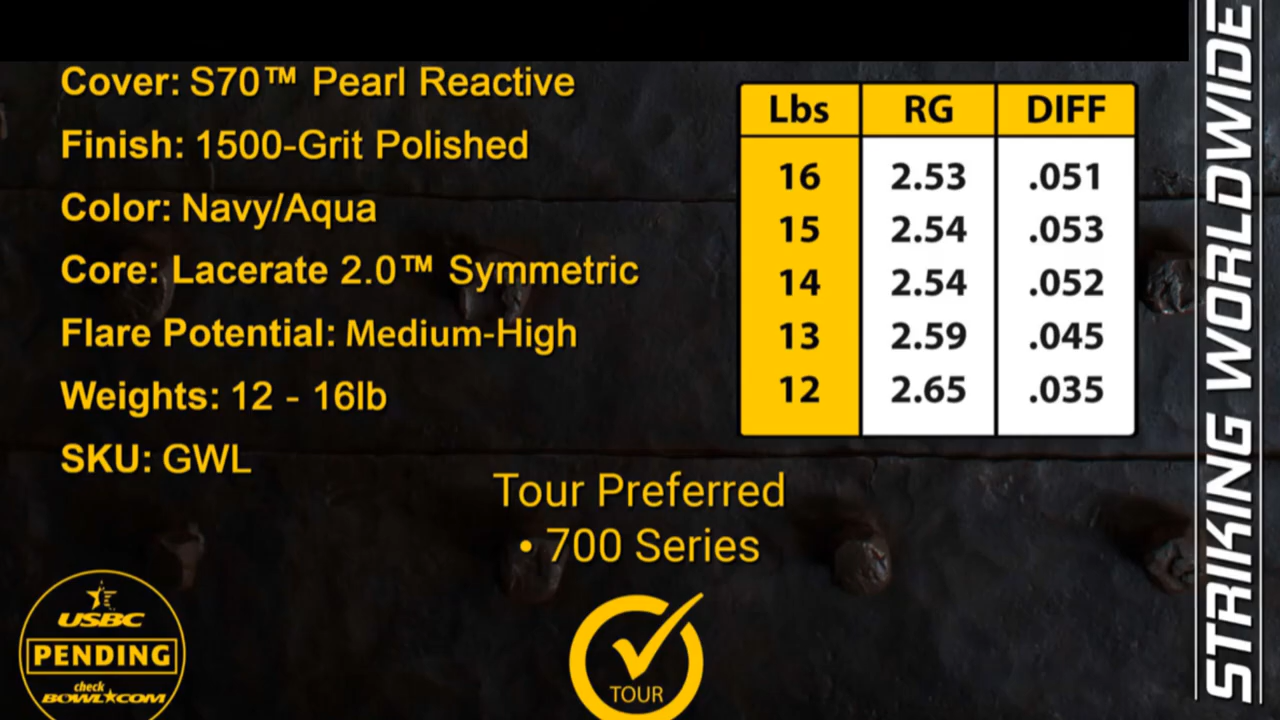 Cover: S70™ Pearl Reactive
Finish: 1500-Grit Polished
Color: Navy/Aqua
Core: Lacerate 2.0™ Symmetric
Flare Potential: Medium-High
Weights: 12 - 16lb
SKU: GWL
Lbs RG DIFF
16 2.53 .051
15 2.54 .053
14 2.54 .052
13 2.59 .045
12 2.65 .035
Tour Preferred
• 700 Series
USBC
PENDING
check
BOWL★COM
TOUR
STRIKING WORLDWIDE